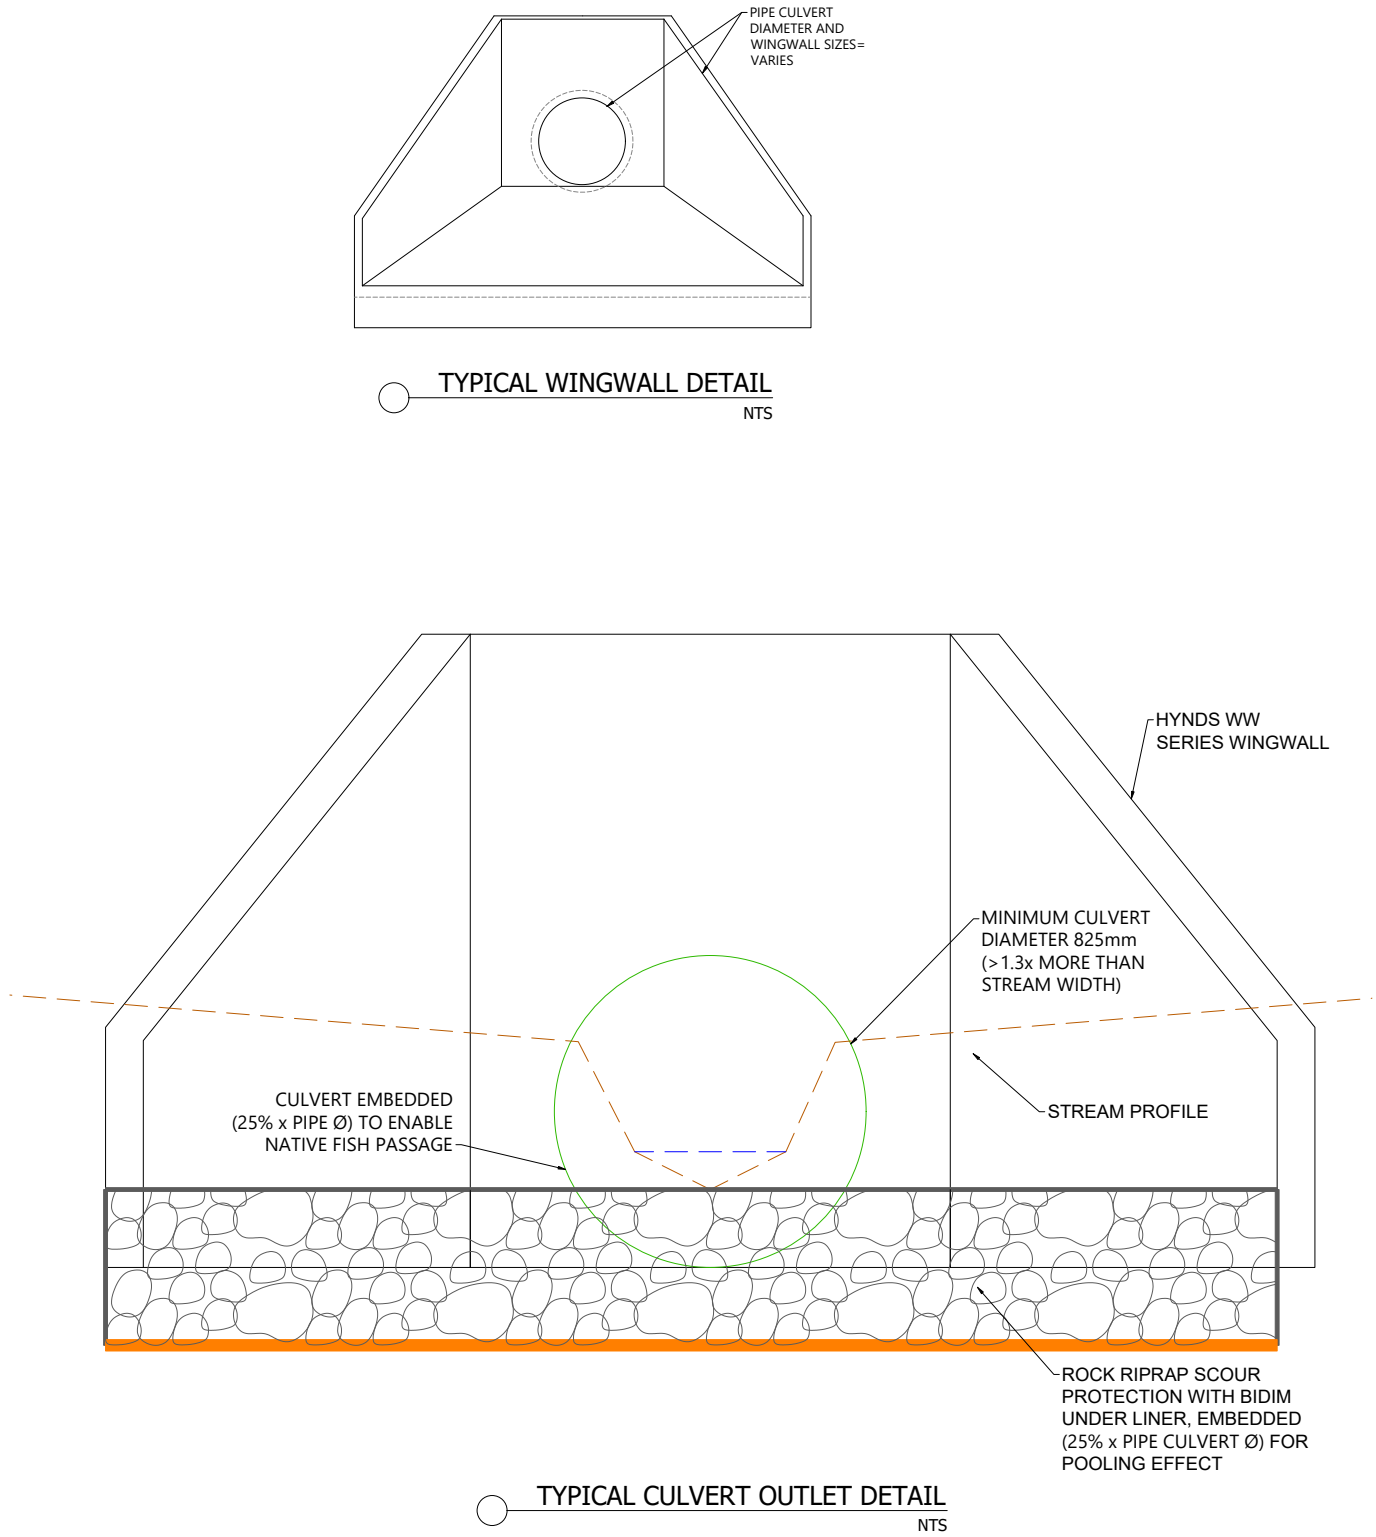 PIPE CULVERT
DIAMETER AND
WINGWALL SIZES=
VARIES
TYPICAL WINGWALL DETAIL
NTS
HYNDS WW
SERIES WINGWALL
MINIMUM CULVERT
DIAMETER 825mm
(>1.3x MORE THAN
STREAM WIDTH)
CULVERT EMBEDDED
(25% x PIPE Ø) TO ENABLE
NATIVE FISH PASSAGE
STREAM PROFILE
ROCK RIPRAP SCOUR
PROTECTION WITH BIDIM
UNDER LINER, EMBEDDED
(25% x PIPE CULVERT Ø) FOR
POOLING EFFECT
TYPICAL CULVERT OUTLET DETAIL
NTS